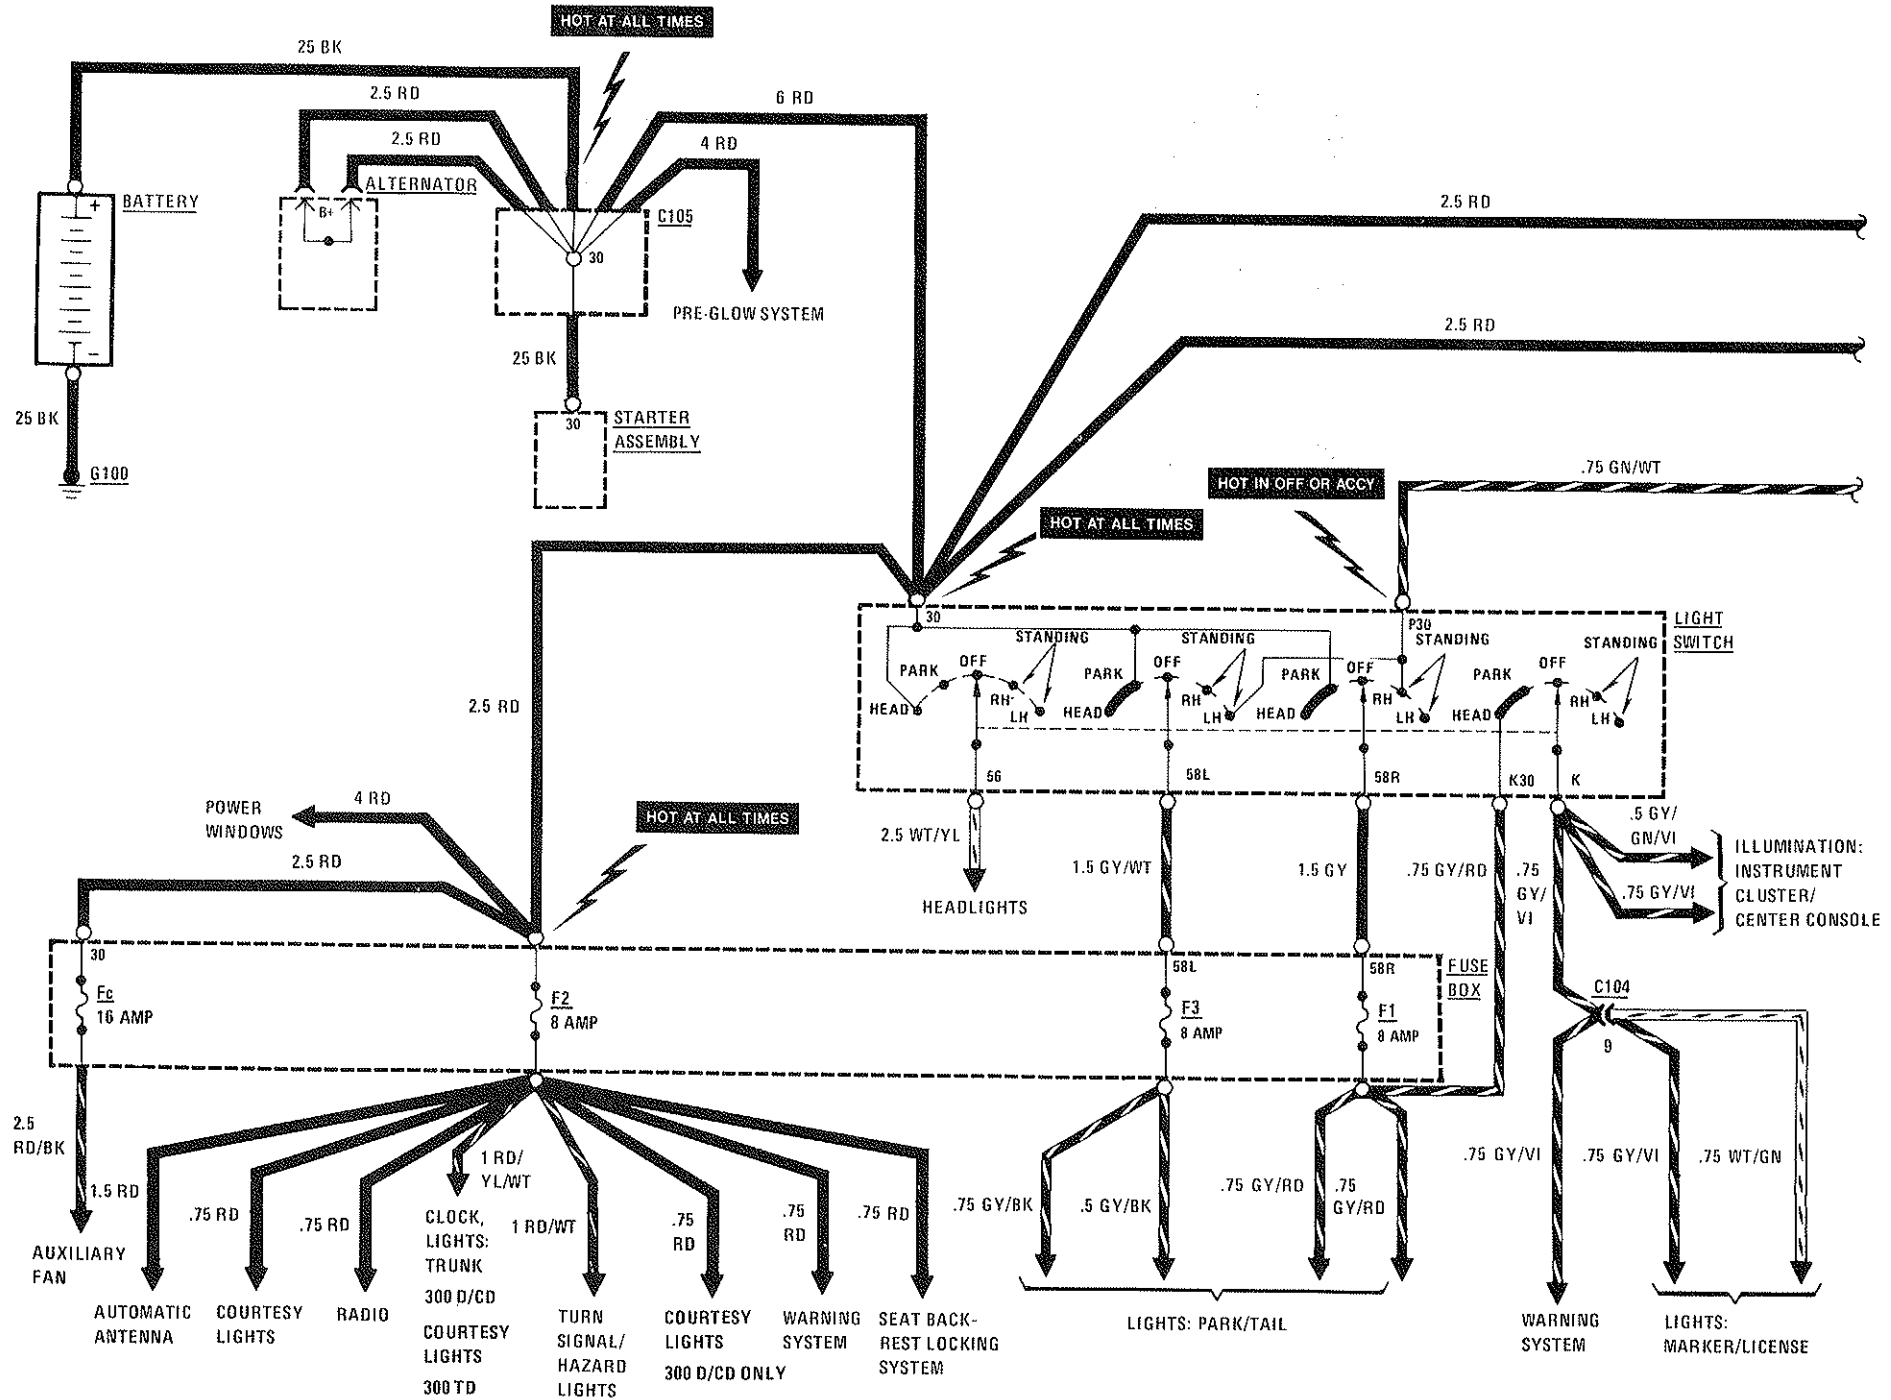 HOT AT ALL TIMES
25 BK
2.5 RD
6 RD
2.5 RD
4 RD
ALTERNATOR
BATTERY
+
B+
C105
2.5 RD
30
PRE-GLOW SYSTEM
2.5 RD
−
25 BK
25 BK
STARTER
ASSEMBLY
30
G100
.75 GN/WT
HOT IN OFF OR ACCY
HOT AT ALL TIMES
30
P30
LIGHT
SWITCH
STANDING
STANDING
STANDING
STANDING
PARK
OFF
PARK
OFF
PARK
OFF
PARK
OFF
HEAD
RH
LH
HEAD
RH
LH
HEAD
RH
LH
HEAD
RH
LH
2.5 RD
56
58L
58R
K30
K
POWER
WINDOWS
4 RD
HOT AT ALL TIMES
2.5 WT/YL
.5 GY/
GN/VI
2.5 RD
1.5 GY/WT
1.5 GY
.75 GY/RD
.75
GY/
VI
.75 GY/VI
ILLUMINATION:
INSTRUMENT
CLUSTER/
CENTER CONSOLE
HEADLIGHTS
30
58L
58R
FUSE
BOX
C104
Fc
16 AMP
F2
8 AMP
F3
8 AMP
F1
8 AMP
9
2.5
RD/BK
1.5 RD
.75 RD
.75 RD
1 RD/
YL/WT
1 RD/WT
.75
RD
.75
RD
.75 RD
.75 GY/BK
.5 GY/BK
.75 GY/RD
.75
GY/RD
.75 GY/VI
.75 GY/VI
.75 WT/GN
AUXILIARY
FAN
AUTOMATIC
ANTENNA
COURTESY
LIGHTS
RADIO
CLOCK,
LIGHTS:
TRUNK
300 D/CD
COURTESY
LIGHTS
300 TD
TURN
SIGNAL/
HAZARD
LIGHTS
COURTESY
LIGHTS
300 D/CD ONLY
WARNING
SYSTEM
SEAT BACK-
REST LOCKING
SYSTEM
LIGHTS: PARK/TAIL
WARNING
SYSTEM
LIGHTS:
MARKER/LICENSE